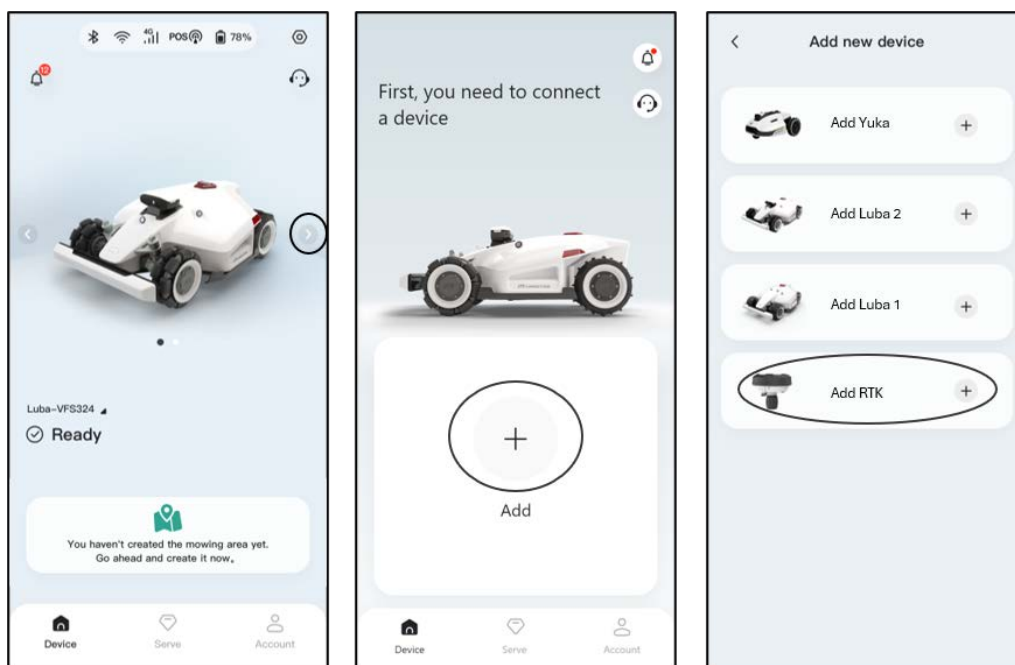 4G
POS
78%
12
Luba-VFS324
Ready
You haven't created the mowing area yet.
Go ahead and create it now。
Device
Serve
Account
First, you need to connect
a device
Add
Device
Serve
Account
Add new device
Add Yuka
Add Luba 2
Add Luba 1
Add RTK